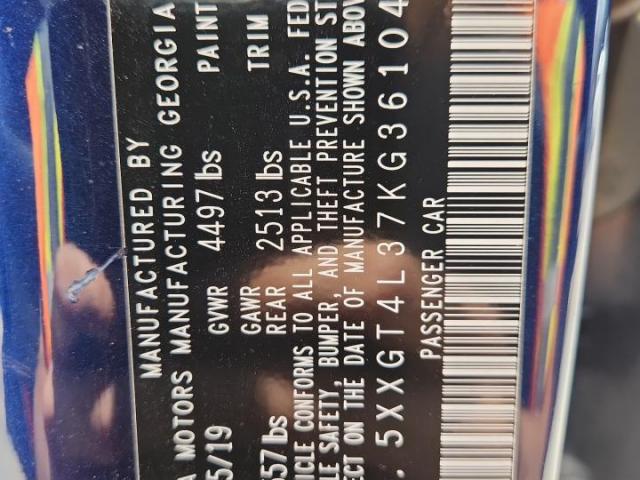 MANUFACTURED BY
A MOTORS MANUFACTURING GEORGIA
5/19 GVWR 4497 lbs PAINT
GAWR TRIM
557 lbs REAR 2513 lbs
HICLE CONFORMS TO ALL APPLICABLE U.S.A. FED
LE SAFETY, BUMPER, AND THEFT PREVENTION ST
ECT ON THE DATE OF MANUFACTURE SHOWN ABOV
. 5XXGT4L37KG36104
PASSENGER CAR